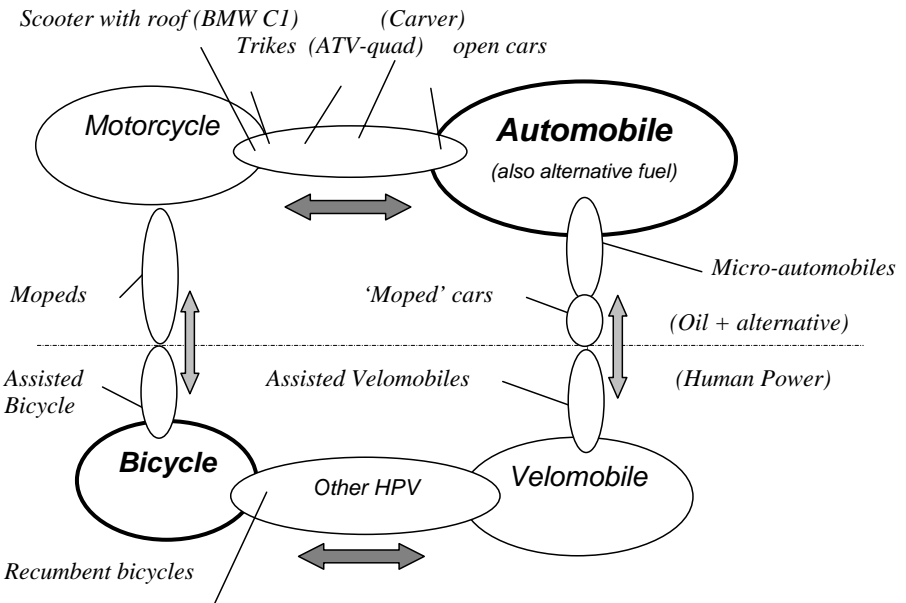 Scooter with roof (BMW C1) (Carver)
Trikes (ATV-quad) open cars
Motorcycle
Automobile
(also alternative fuel)
Micro-automobiles
Mopeds
‘Moped’ cars
(Oil + alternative)
Assisted
Bicycle
Assisted Velomobiles
(Human Power)
Bicycle
Other HPV
Velomobile
Recumbent bicycles